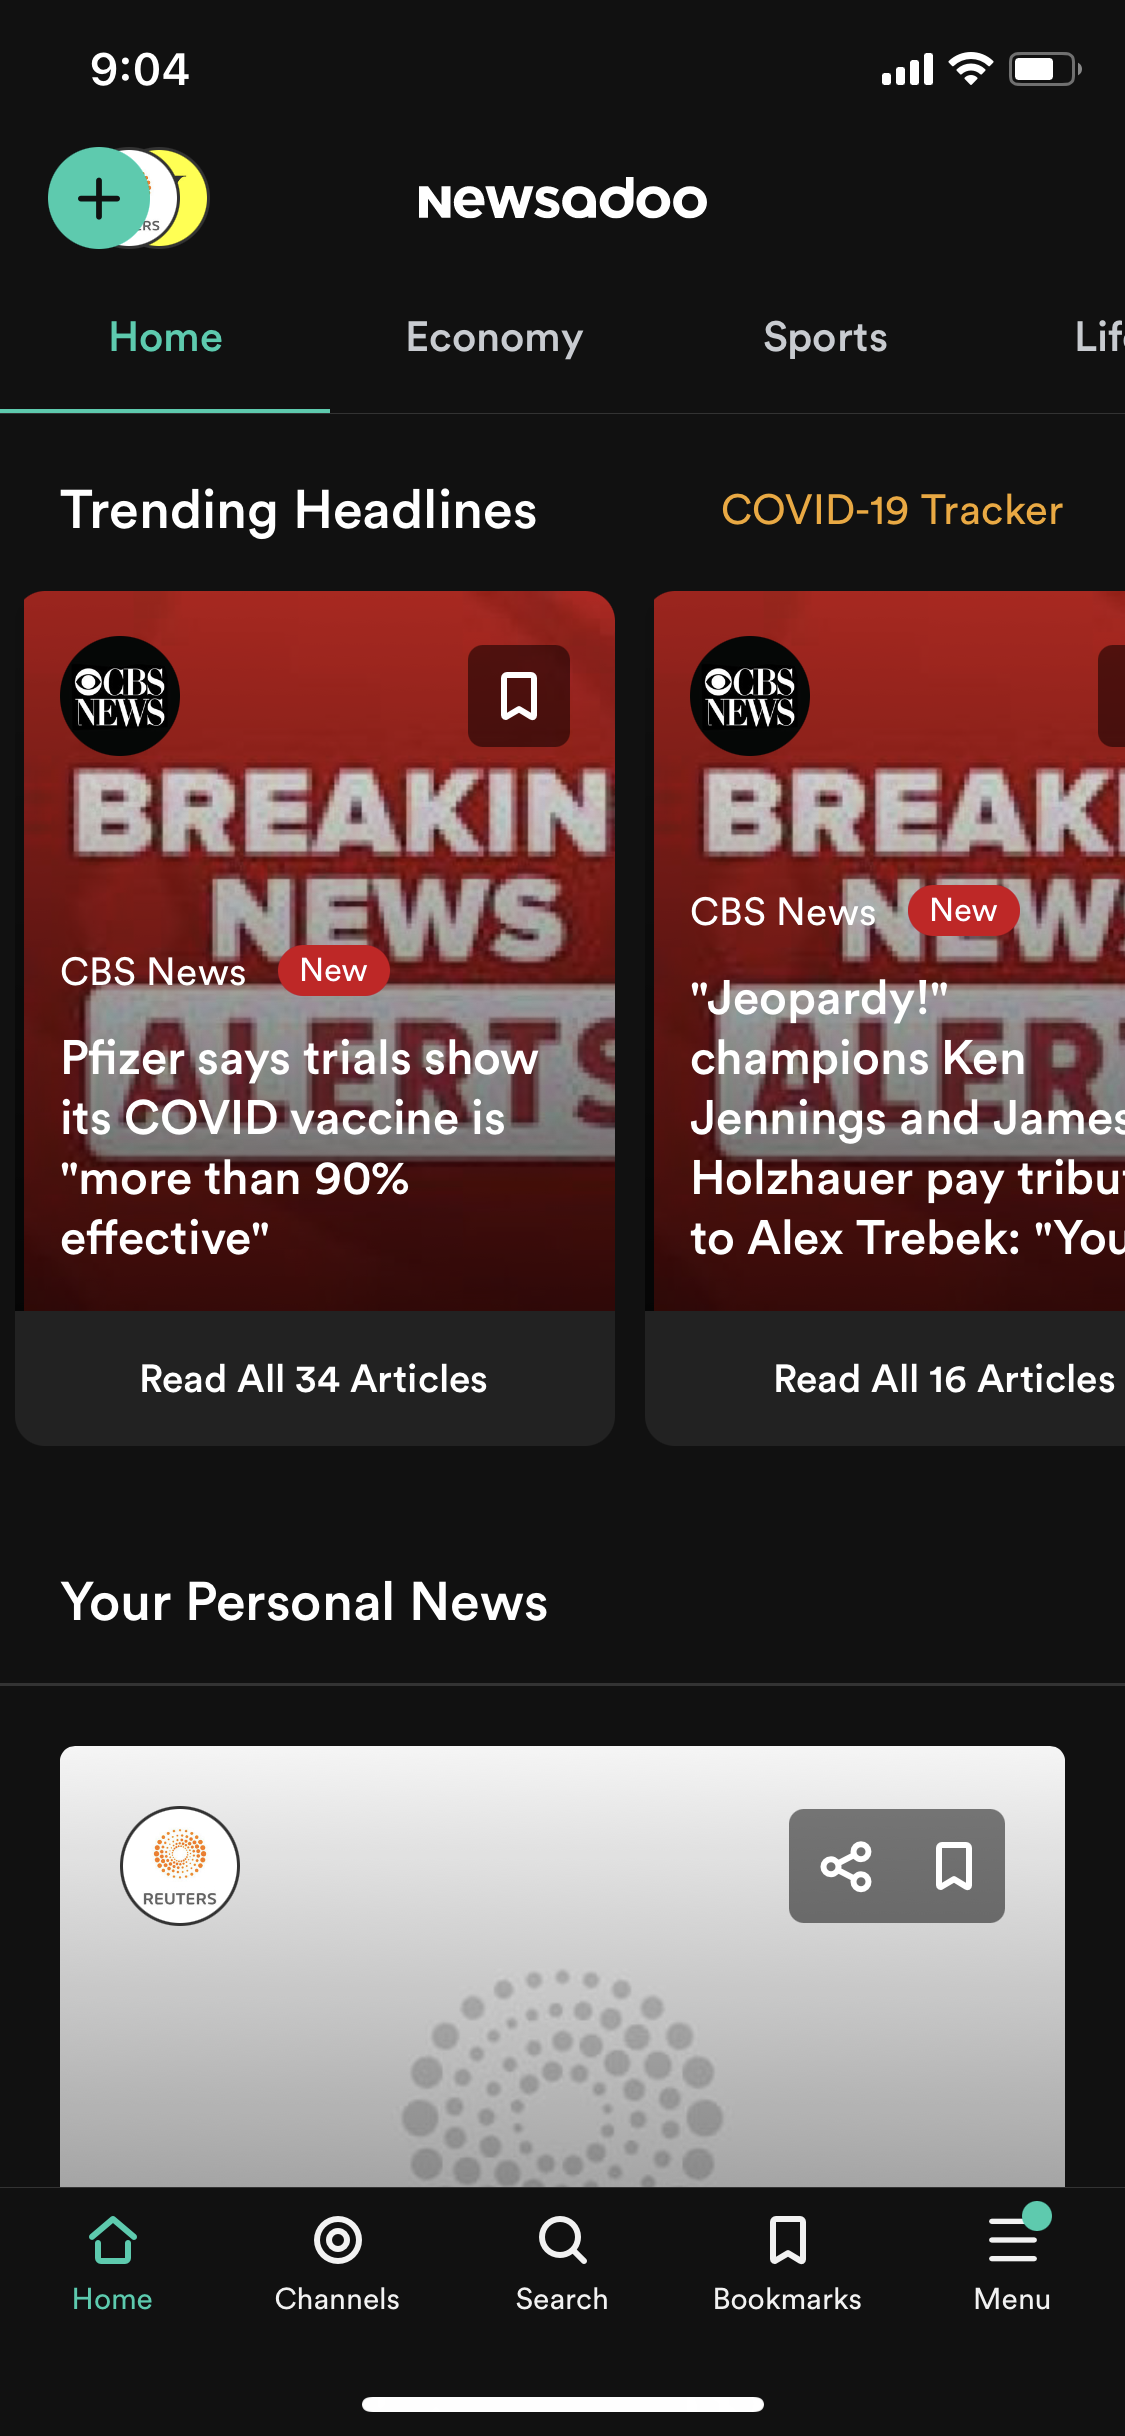 9:04
ERS
newsadoo
Home
Economy
Sports
Trending Headlines
COVID-19 Tracker
CBS
NEWS
BREAKIN
NEWS
ALERTS
CBS News
New
Pfizer says trials show
its COVID vaccine is
"more than 90%
effective"
Read All 34 Articles
CBS
NEWS
BREAK
NEW
ALERT
CBS News
New
"Jeopardy!"
champions Ken
Jennings and James
Holzhauer pay tribu
to Alex Trebek: "You
Read All 16 Articles
Your Personal News
REUTERS
Home
Channels
Search
Bookmarks
Menu